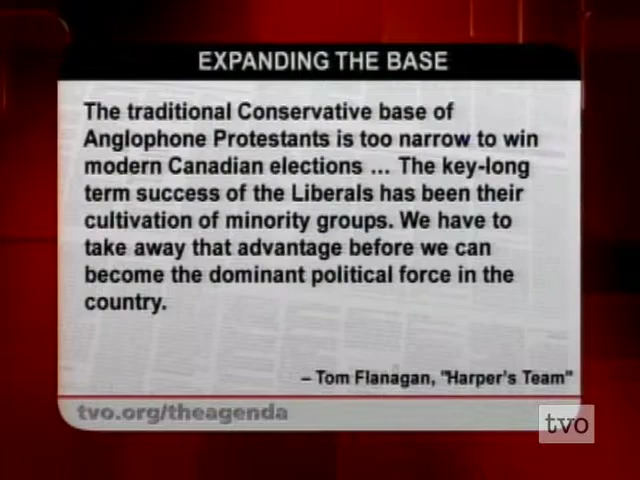 EXPANDING THE BASE
The traditional Conservative base of
Anglophone Protestants is too narrow to win
modern Canadian elections ... The key-long
term success of the Liberals has been their
cultivation of minority groups. We have to
take away that advantage before we can
become the dominant political force in the
country.
– Tom Flanagan, "Harper's Team"
tvo.org/theagenda
tvo